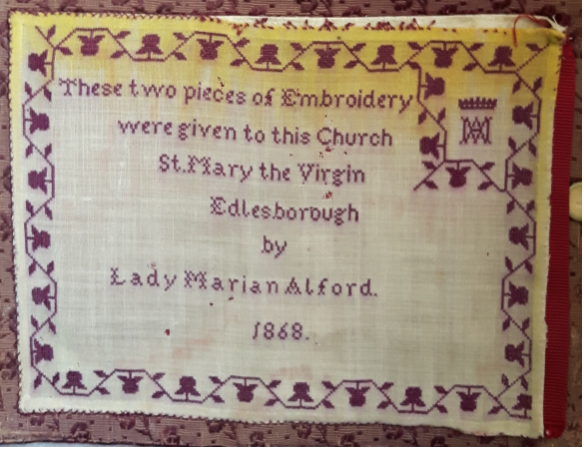 These two pieces of Embroidery
were given to this Church
St. Mary the Virgin
Edlesborough
by
Lady Marian Alford.
1868.